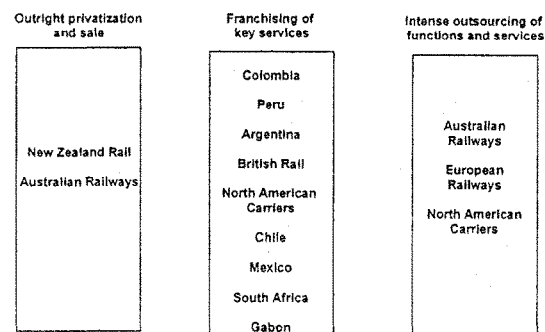 Outright privatization
and sale
New Zealand Rail
Australian Railways
Franchising of
key services
Colombia
Peru
Argentina
British Rail
North American
Carriers
Chile
Mexico
South Africa
Gabon
Intense outsourcing of
functions and services
Australian
Railways
European
Railways
North American
Carriers